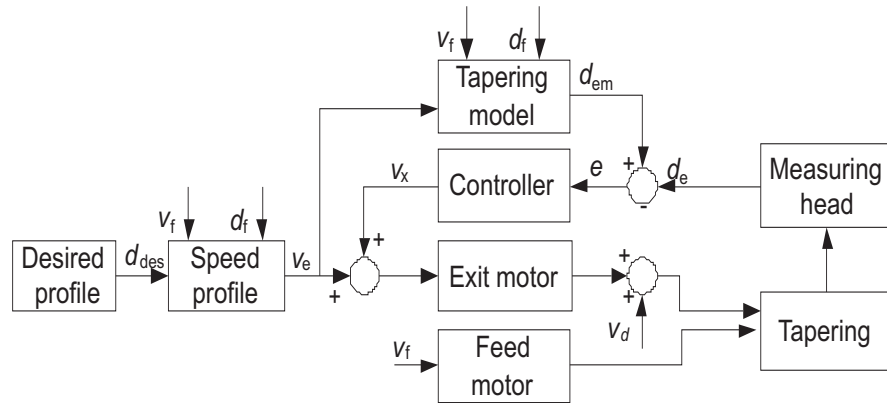 v_f d_f
Tapering
model
d_em
+
v_x
Controller
e
d_e
-
Measuring
head
v_f d_f
Desired
profile
d_des
Speed
profile
v_e
+
+
Exit motor
+
+
v_d
Tapering
v_f
Feed
motor